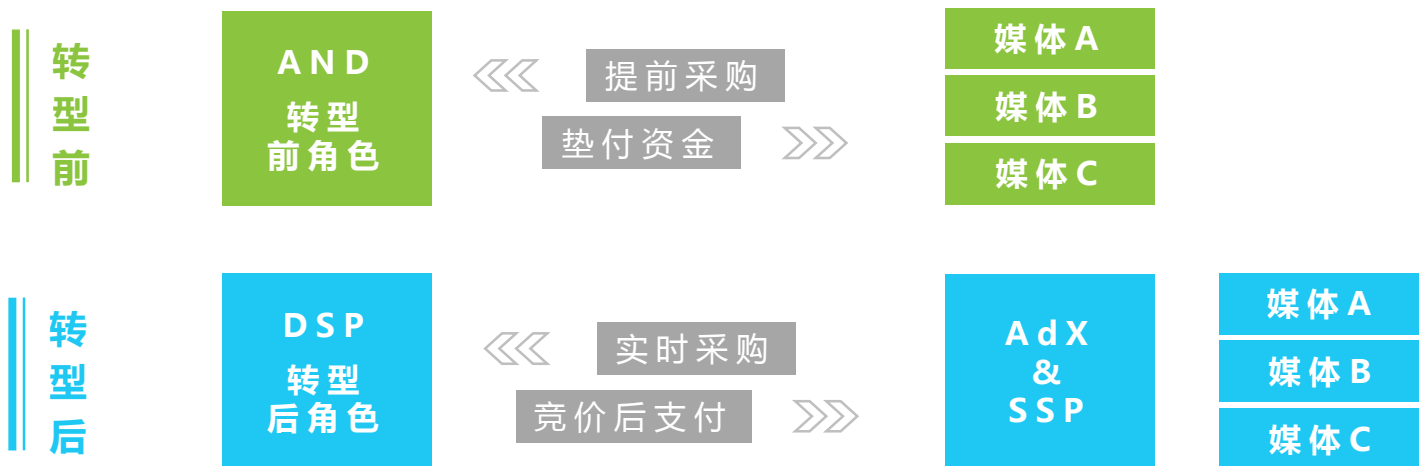 转型前
AND
转型
前角色
提前采购
垫付资金
媒体A
媒体B
媒体C
转型后
DSP
转型
后角色
实时采购
竞价后支付
AdX
&
SSP
媒体A
媒体B
媒体C